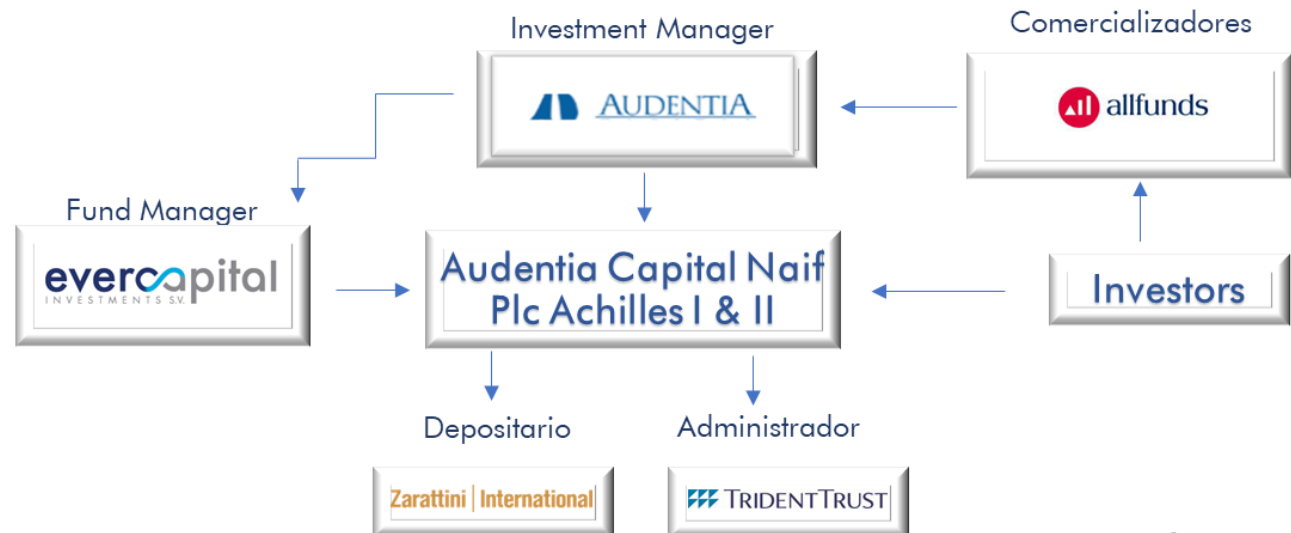 Investment Manager
Comercializadores
AUDENTIA
allfunds
Fund Manager
evercapital
INVESTMENTS S.V.
Audentia Capital Naif
Plc Achilles I & II
Investors
Depositario
Administrador
Zarattini International
TRIDENTTRUST